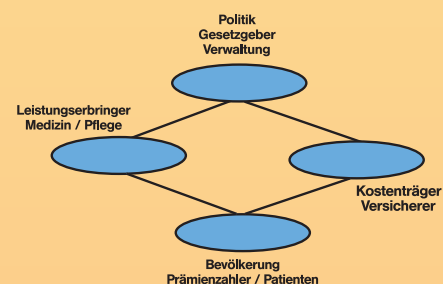 Politik
Gesetzgeber
Verwaltung
Leistungserbringer
Medizin / Pflege
Kostenträger
Versicherer
Bevölkerung
Prämienzahler / Patienten